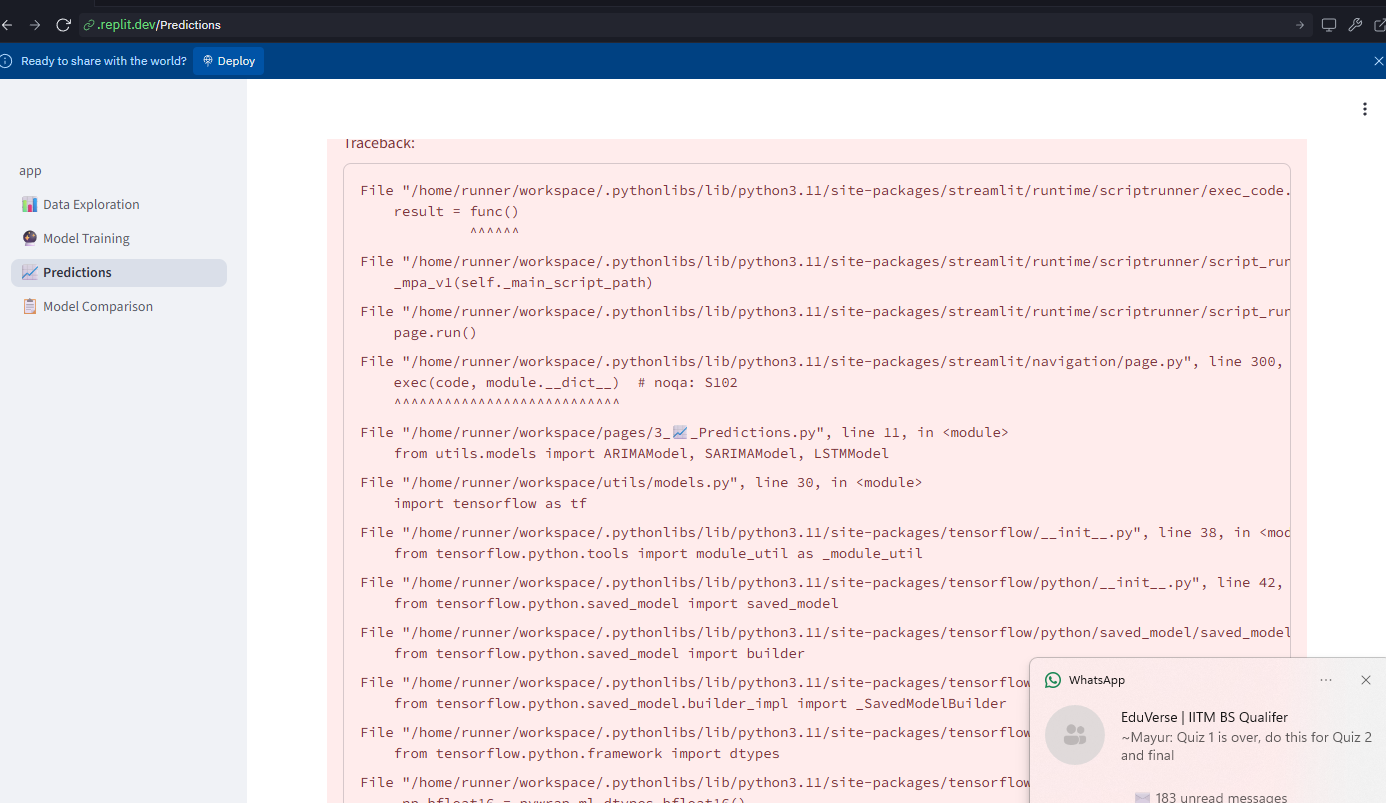 .replit.dev/Predictions
Ready to share with the world? Deploy
app
Data Exploration
Model Training
Predictions
Model Comparison
Traceback:
File "/home/runner/workspace/.pythonlibs/lib/python3.11/site-packages/streamlit/runtime/scriptrunner/exec_code.
result = func()
^^^^^^
File "/home/runner/workspace/.pythonlibs/lib/python3.11/site-packages/streamlit/runtime/scriptrunner/script_run
_mpa_v1(self._main_script_path)
File "/home/runner/workspace/.pythonlibs/lib/python3.11/site-packages/streamlit/runtime/scriptrunner/script_run
page.run()
File "/home/runner/workspace/.pythonlibs/lib/python3.11/site-packages/streamlit/navigation/page.py", line 300,
exec(code, module.__dict__)  # noqa: S102
^^^^^^^^^^^^^^^^^^^^^^^^^^^
File "/home/runner/workspace/pages/3_📈_Predictions.py", line 11, in <module>
from utils.models import ARIMAModel, SARIMAModel, LSTMModel
File "/home/runner/workspace/utils/models.py", line 30, in <module>
import tensorflow as tf
File "/home/runner/workspace/.pythonlibs/lib/python3.11/site-packages/tensorflow/__init__.py", line 38, in <mod
from tensorflow.python.tools import module_util as _module_util
File "/home/runner/workspace/.pythonlibs/lib/python3.11/site-packages/tensorflow/python/__init__.py", line 42,
from tensorflow.python.saved_model import saved_model
File "/home/runner/workspace/.pythonlibs/lib/python3.11/site-packages/tensorflow/python/saved_model/saved_model
from tensorflow.python.saved_model import builder
File "/home/runner/workspace/.pythonlibs/lib/python3.11/site-packages/tensorflow
from tensorflow.python.saved_model.builder_impl import _SavedModelBuilder
File "/home/runner/workspace/.pythonlibs/lib/python3.11/site-packages/tensorflow
from tensorflow.python.framework import dtypes
File "/home/runner/workspace/.pythonlibs/lib/python3.11/site-packages/tensorflow
np_bfloat16 = pywrap_ml_dtypes.bfloat16()
WhatsApp
EduVerse | IITM BS Qualifer
~Mayur: Quiz 1 is over, do this for Quiz 2
and final
183 unread messages